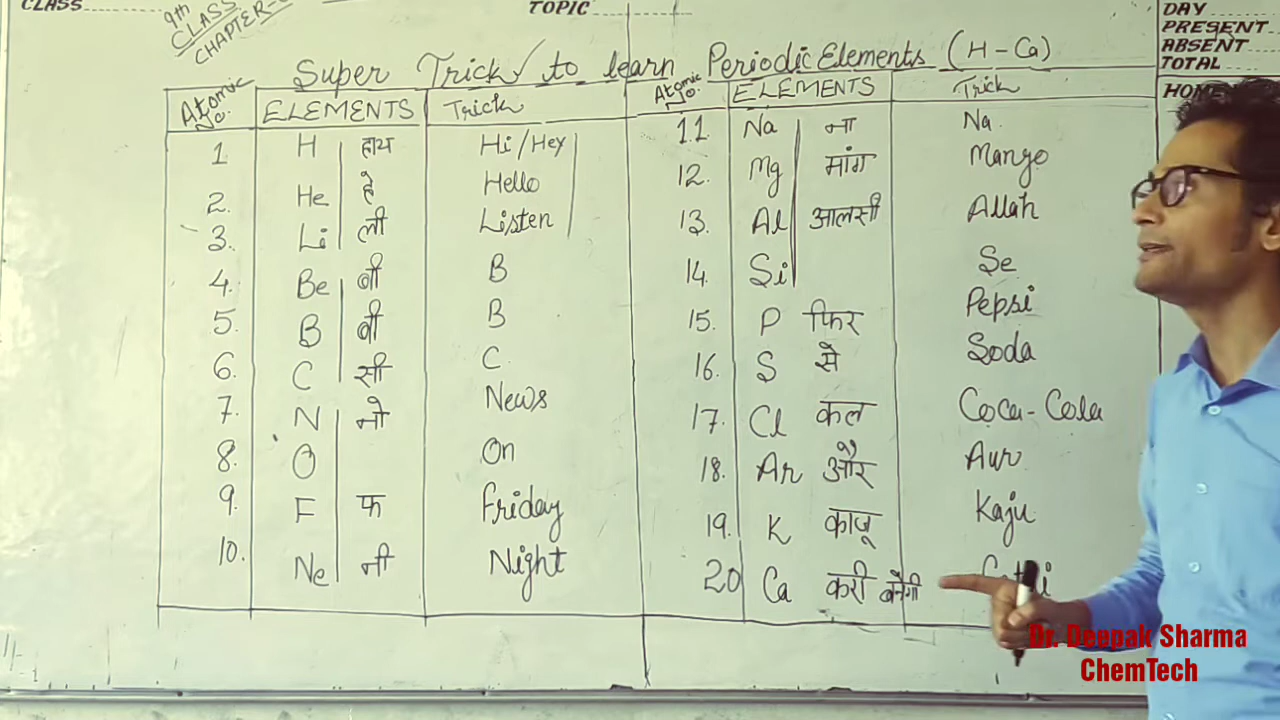 CLASS
TOPIC
DAY
PRESENT
ABSENT
TOTAL
9th
CLASS
Super Trick to learn Periodic Elements (H - Ca)
Atomic No. ELEMENTS Trick Atomic No. ELEMENTS Trick
1. H हाय Hi/Hey 11. Na ना Na
2. He हे Hello 12. Mg मांग Mango
3. Li ली Listen 13. Al आलसी Allah
4. Be बी B 14. Si Se
5. B बी B 15. P फिर Pepsi
6. C सी C 16. S से Soda
7. N नो News 17. Cl कल Coca-Cola
8. O On 18. Ar और Aur
9. F फ Friday 19. K काजू Kaju
10. Ne नी Night 20 Ca करी बनेगी
Dr. Deepak Sharma
ChemTech